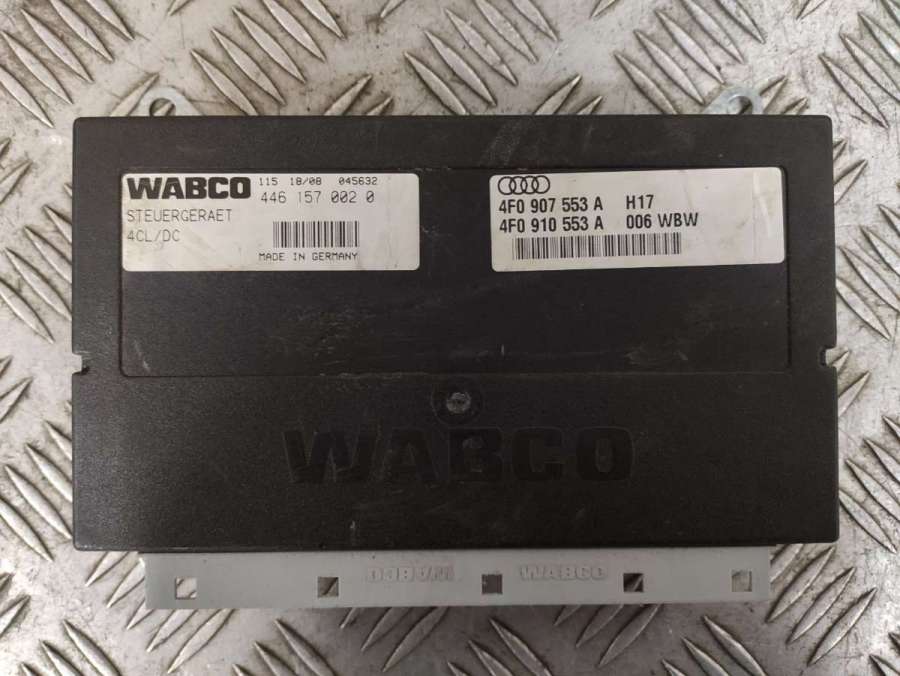 WABCO 115 18/08 045632
446 157 002 0
STEUERGERAET
4CL/DC
MADE IN GERMANY
4F0 907 553 A H17
4F0 910 553 A 006 WBW
WABCO
WABCO WABCO